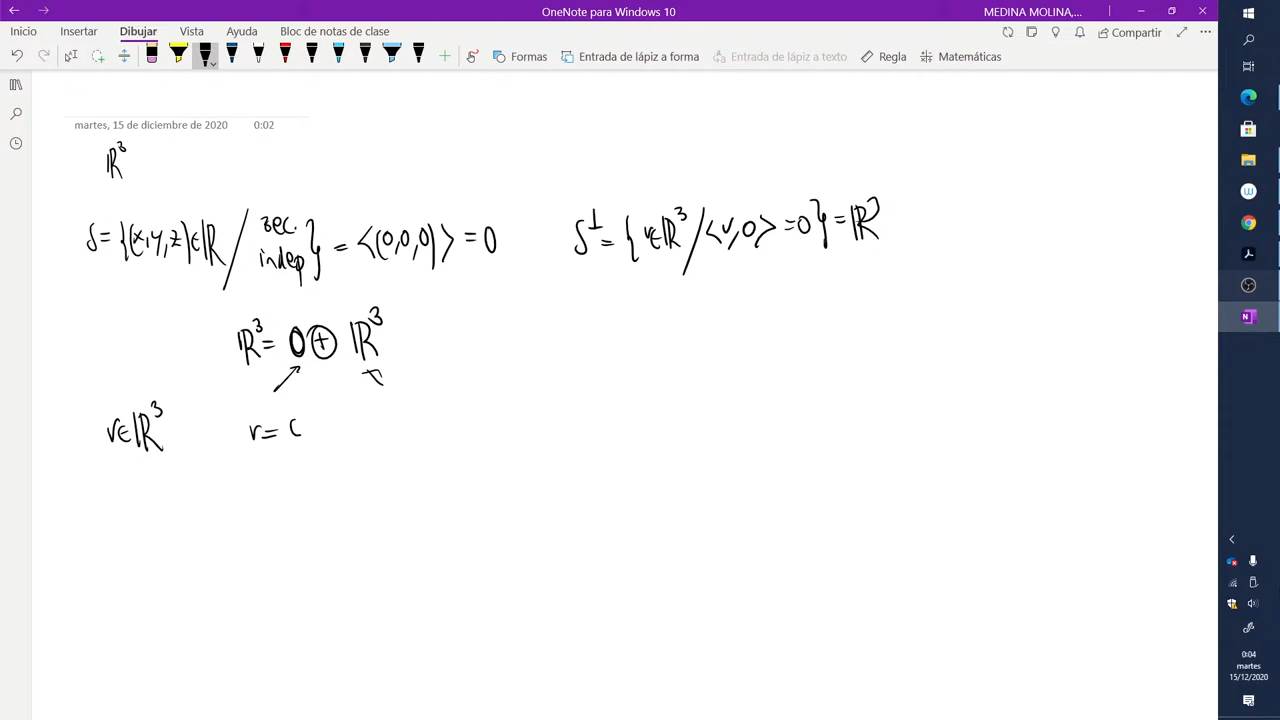 OneNote para Windows 10
MEDINA MOLINA,...
Inicio Insertar Dibujar Vista Ayuda Bloc de notas de clase
Compartir
Formas Entrada de lápiz a forma Entrada de lápiz a texto Regla Matemáticas
martes, 15 de diciembre de 2020 0:02
ℝ³
S = {(x,y,z) ∈ ℝ / 3 ec. indep} = <(0,0,0)> = 0
S^⊥ = {v∈ℝ³ / <v,0> = 0} = ℝ³
ℝ³ = 0 ⊕ ℝ³
v∈ℝ³ v = (
0:04
martes
15/12/2020